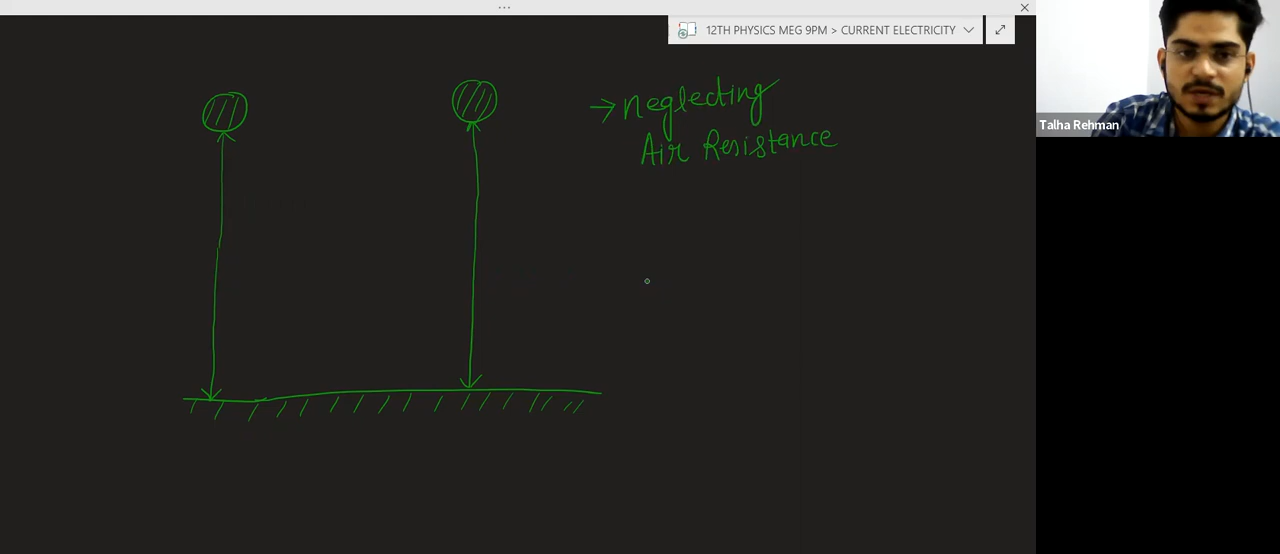 12TH PHYSICS MEG 9PM > CURRENT ELECTRICITY
→ neglecting
Air Resistance
Talha Rehman